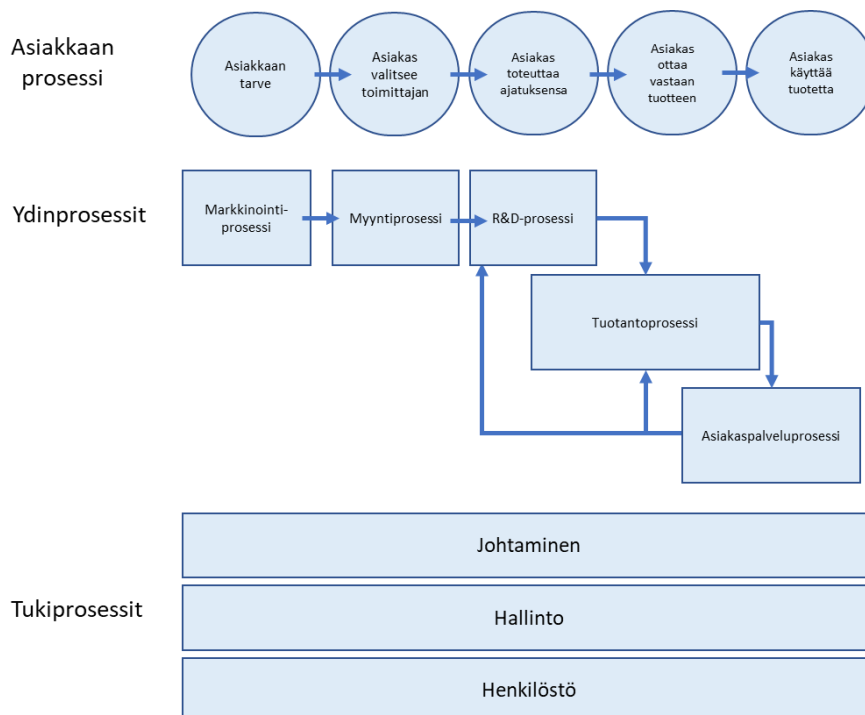 Asiakkaan
prosessi
Asiakkaan
tarve
Asiakas
valitsee
toimittajan
Asiakas
toteuttaa
ajatuksensa
Asiakas
ottaa
vastaan
tuotteen
Asiakas
käyttää
tuotetta
Ydinprosessit
Markkinointi-
prosessi
Myyntiprosessi
R&D-prosessi
Tuotantoprosessi
Asiakaspalveluprosessi
Tukiprosessit
Johtaminen
Hallinto
Henkilöstö